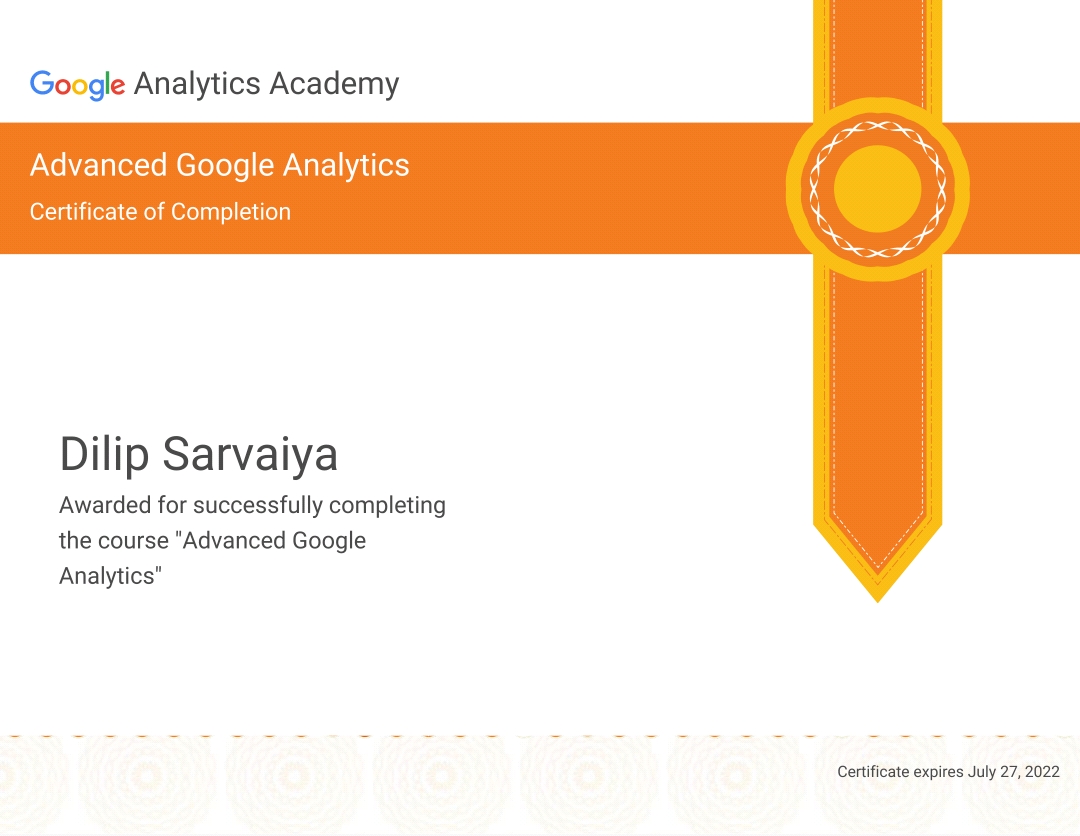 Google Analytics Academy
Advanced Google Analytics
Certificate of Completion
Dilip Sarvaiya
Awarded for successfully completing
the course "Advanced Google
Analytics"
Certificate expires July 27, 2022